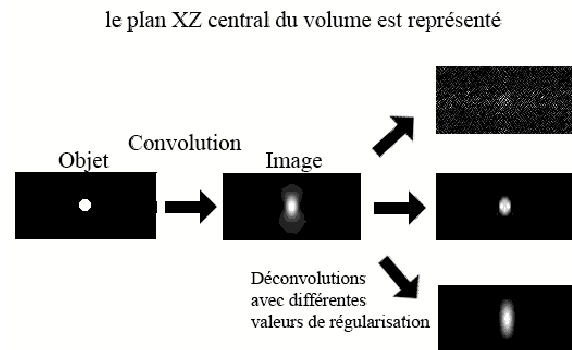 le plan XZ central du volume est représenté
Convolution
Objet
Image
Déconvolutions
avec différentes
valeurs de régularisation